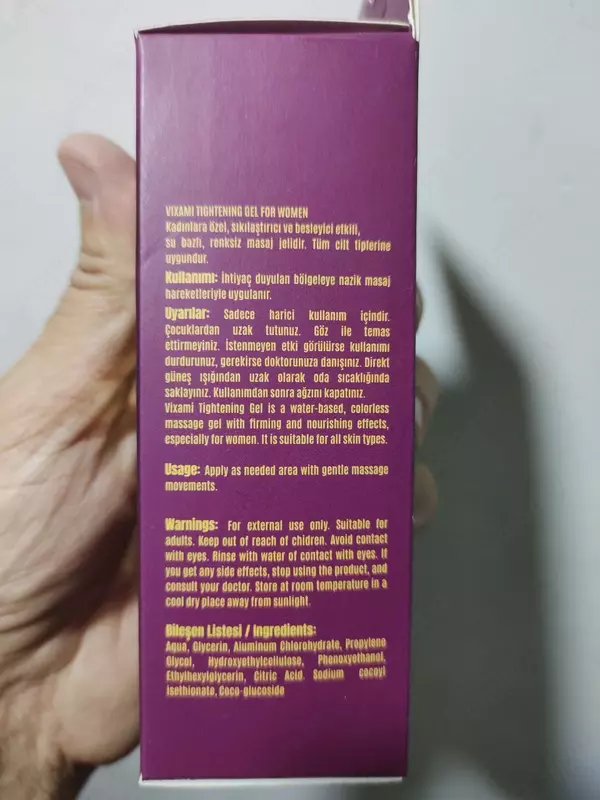 VIXAMI TIGHTENING GEL FOR WOMEN
Kadınlara özel, sıkılaştırıcı ve besleyici etkili,
su bazlı, renksiz masaj jelidir. Tüm cilt tiplerine
uygundur.
Kullanımı: İhtiyaç duyulan bölgeleye nazik masaj
hareketleriyle uygulanır.
Uyarılar: Sadece harici kullanım içindir.
Çocuklardan uzak tutunuz. Göz ile temas
ettirmeyiniz. İstenmeyen etki görülürse kullanımı
durdurunuz, gerekirse doktorunuza danışınız. Direkt
güneş ışığından uzak olarak oda sıcaklığında
saklayınız. Kullanımdan sonra ağzını kapatınız.
Vixami Tightening Gel is a water-based, colorless
massage gel with firming and nourishing effects,
especially for women. It is suitable for all skin types.
Usage: Apply as needed area with gentle massage
movements.
Warnings: For external use only. Suitable for
adults. Keep out of reach of chidren. Avoid contact
with eyes. Rinse with water of contact with eyes. If
you get any side effects, stop using the product, and
consult your doctor. Store at room temperature in a
cool dry place away from sunlight.
Bileşen Listesi / Ingredients:
Aqua, Glycerin, Aluminum Chlorohydrate, Propylene
Glycol, Hydroxyethylcellulose, Phenoxyethanol,
Ethylhexylglycerin, Citric Acid Sodium cocoyl
isethionate, Coco-glucoside